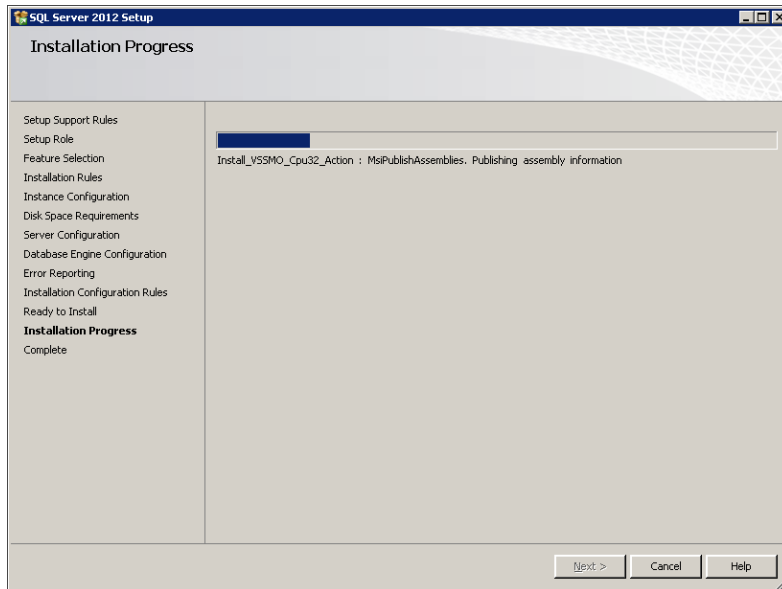 SQL Server 2012 Setup
Installation Progress
Setup Support Rules
Setup Role
Feature Selection
Installation Rules
Instance Configuration
Disk Space Requirements
Server Configuration
Database Engine Configuration
Error Reporting
Installation Configuration Rules
Ready to Install
Installation Progress
Complete
Install_VSSMO_Cpu32_Action : MsiPublishAssemblies. Publishing assembly information
Next >
Cancel
Help